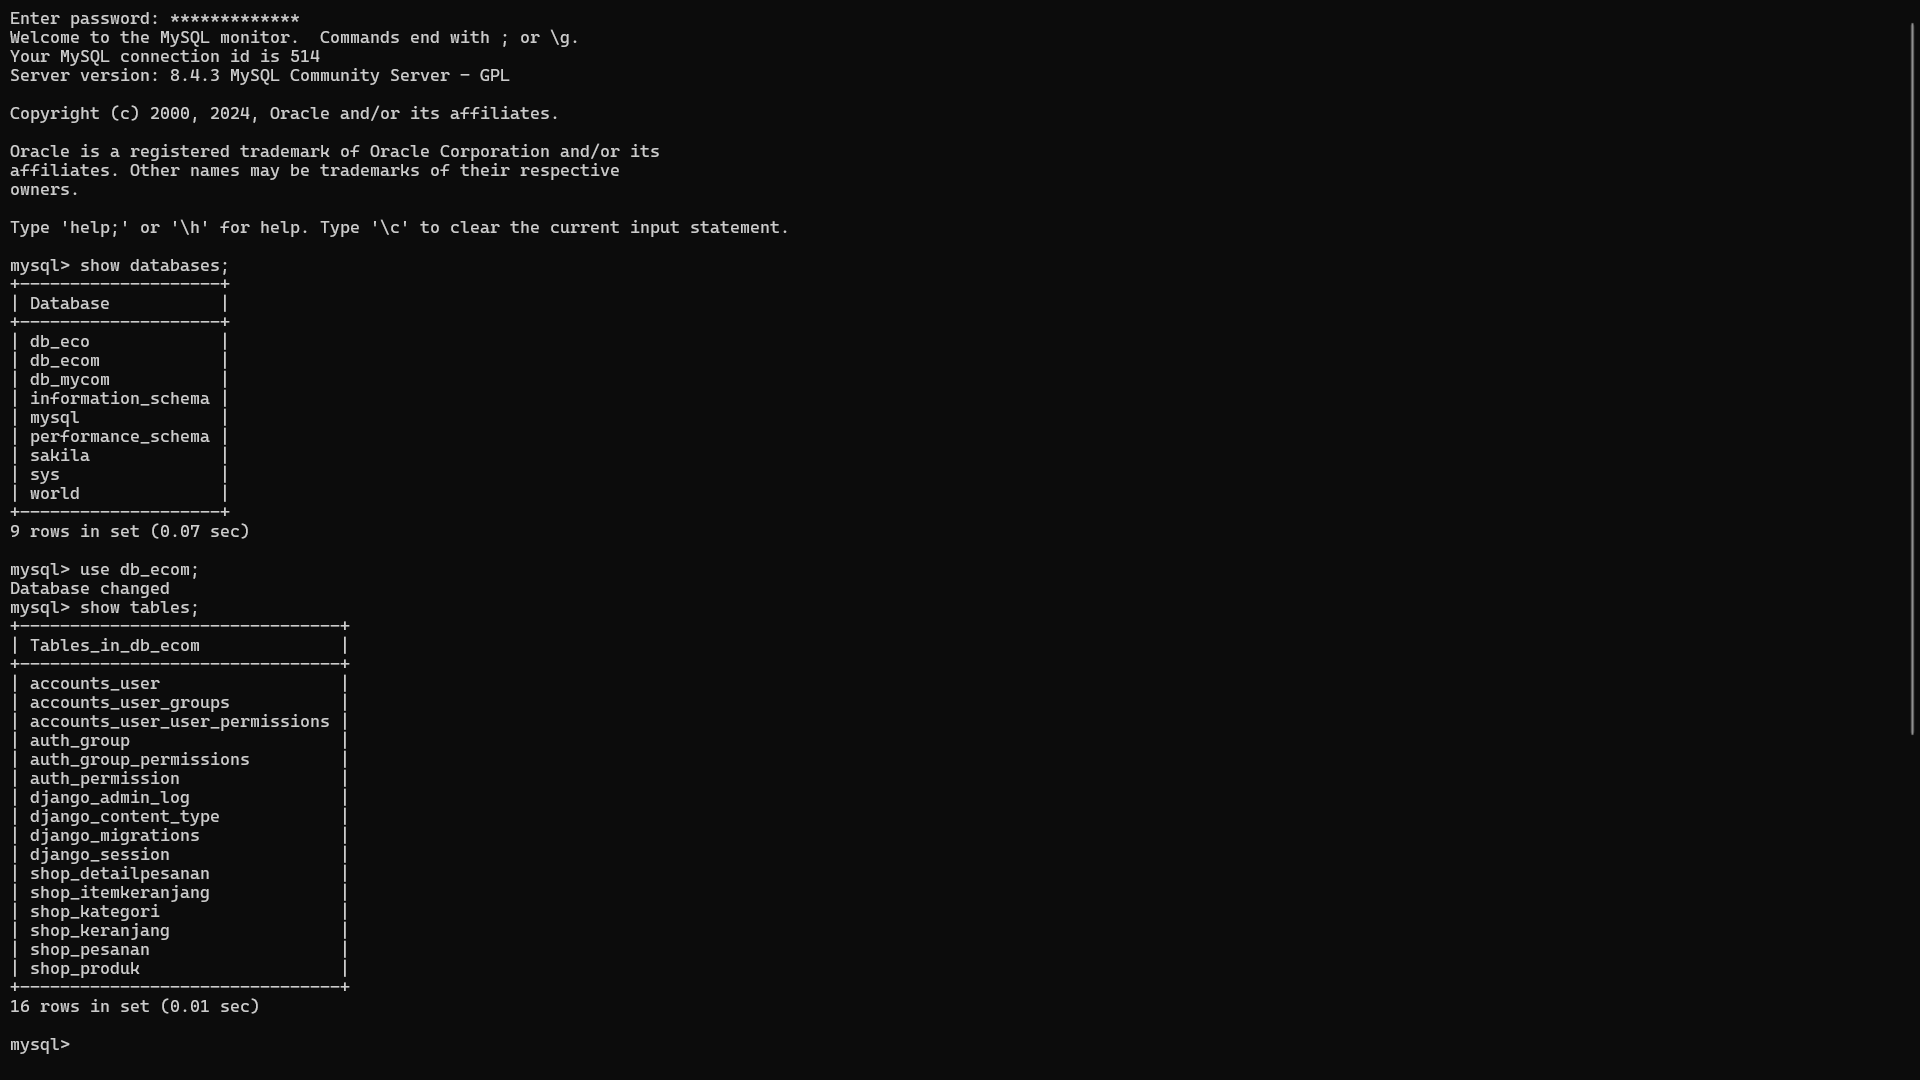 Enter password: *************
Welcome to the MySQL monitor.  Commands end with ; or \g.
Your MySQL connection id is 514
Server version: 8.4.3 MySQL Community Server - GPL

Copyright (c) 2000, 2024, Oracle and/or its affiliates.

Oracle is a registered trademark of Oracle Corporation and/or its
affiliates. Other names may be trademarks of their respective
owners.

Type 'help;' or '\h' for help. Type '\c' to clear the current input statement.

mysql> show databases;
+--------------------+
| Database           |
+--------------------+
| db_eco             |
| db_ecom            |
| db_mycom           |
| information_schema |
| mysql              |
| performance_schema |
| sakila             |
| sys                |
| world              |
+--------------------+
9 rows in set (0.07 sec)

mysql> use db_ecom;
Database changed
mysql> show tables;
+--------------------------------+
| Tables_in_db_ecom              |
+--------------------------------+
| accounts_user                  |
| accounts_user_groups           |
| accounts_user_user_permissions |
| auth_group                     |
| auth_group_permissions         |
| auth_permission                |
| django_admin_log               |
| django_content_type            |
| django_migrations              |
| django_session                 |
| shop_detailpesanan             |
| shop_itemkeranjang             |
| shop_kategori                  |
| shop_keranjang                 |
| shop_pesanan                   |
| shop_produk                    |
+--------------------------------+
16 rows in set (0.01 sec)

mysql>